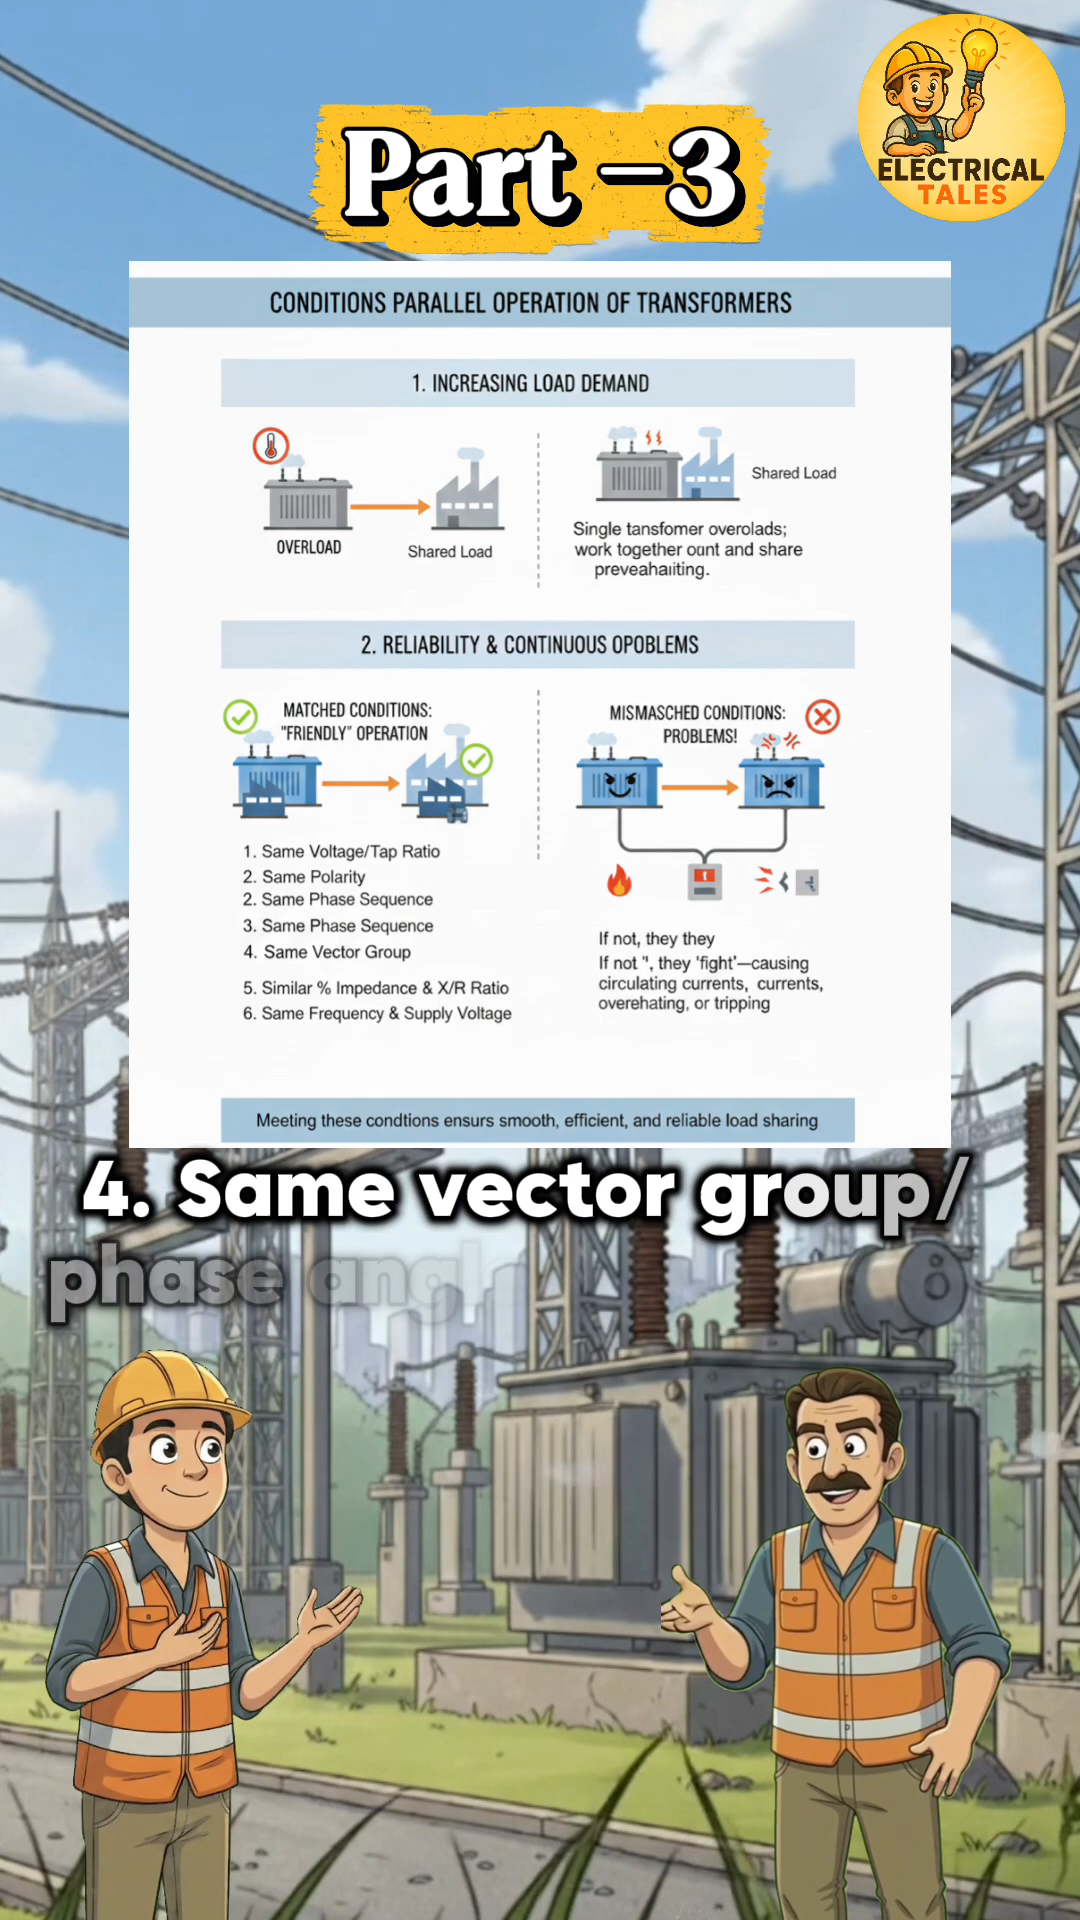 ELECTRICAL
TALES
Part -3
CONDITIONS PARALLEL OPERATION OF TRANSFORMERS
1. INCREASING LOAD DEMAND
OVERLOAD
Shared Load
Shared Load
Single tansfomer overolads;
work together ount and share
preveahaııting.
2. RELIABILITY & CONTINUOUS OPOBLEMS
MATCHED CONDITIONS:
"FRIENDLY" OPERATION
1. Same Voltage/Tap Ratio
2. Same Polarity
2. Same Phase Sequence
3. Same Phase Sequence
4. Same Vector Group
5. Similar % Impedance & X/R Ratio
6. Same Frequency & Supply Voltage
MISMASCHED CONDITIONS:
PROBLEMS!
If not, they they
If not ", they 'fight'—causing
circulating currents, currents,
overehating, or tripping
Meeting these condtions ensurs smooth, efficient, and reliable load sharing
4. Same vector group/
phase ang